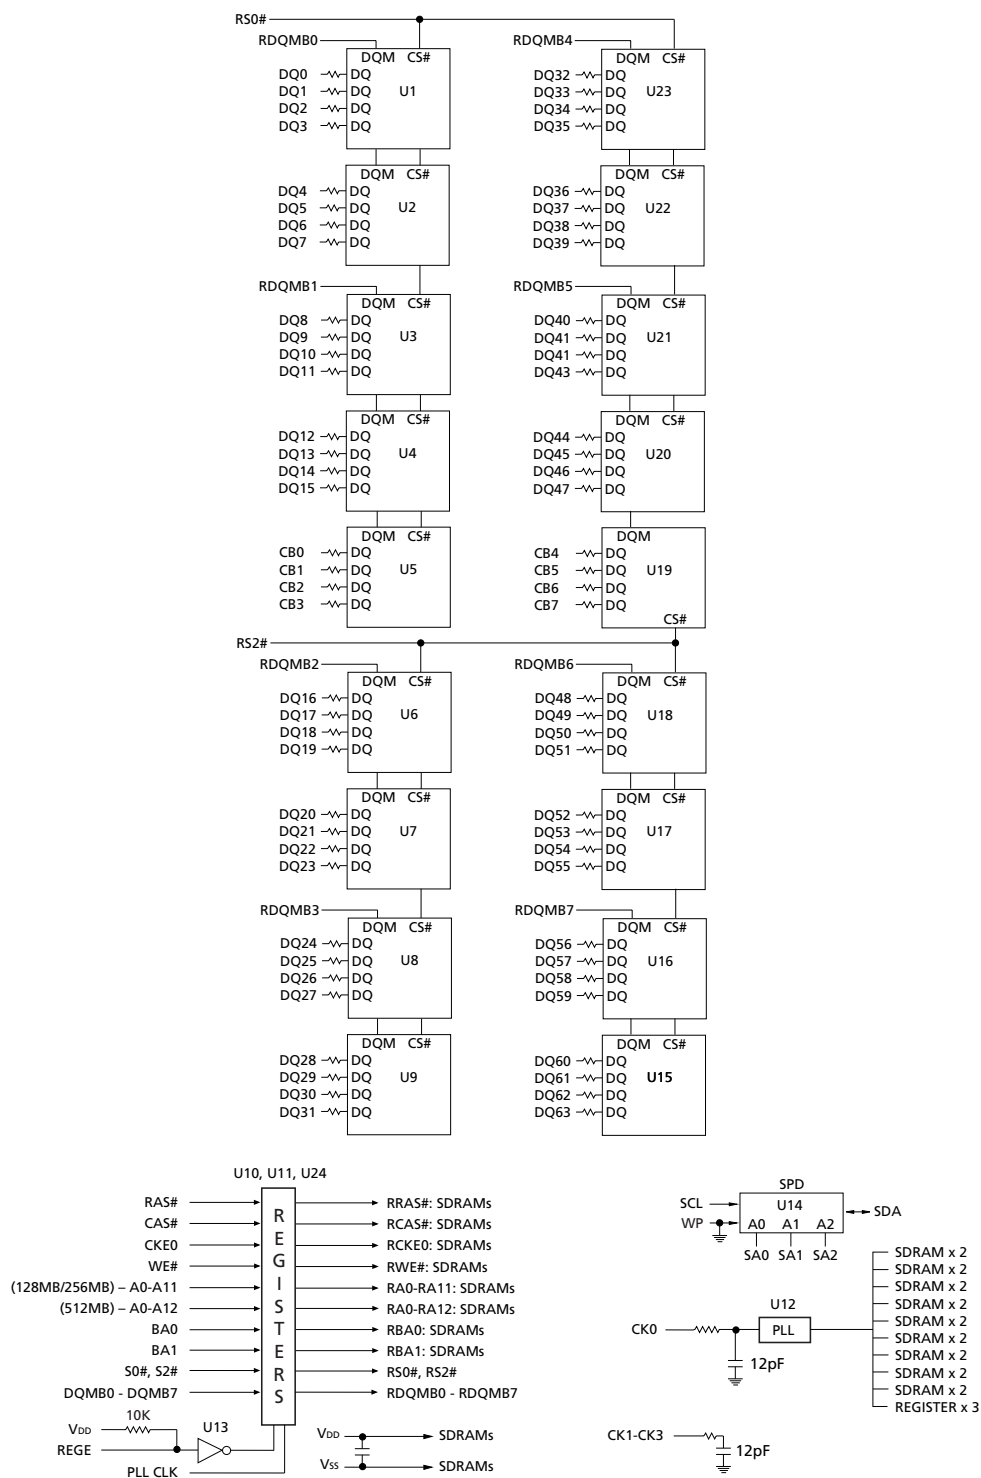 RS0#
RDQMB0
DQM CS#
U1
DQ0 DQ
DQ1 DQ
DQ2 DQ
DQ3 DQ
DQM CS#
U2
DQ4 DQ
DQ5 DQ
DQ6 DQ
DQ7 DQ
RDQMB1
DQM CS#
U3
DQ8 DQ
DQ9 DQ
DQ10 DQ
DQ11 DQ
DQM CS#
U4
DQ12 DQ
DQ13 DQ
DQ14 DQ
DQ15 DQ
DQM CS#
U5
CB0 DQ
CB1 DQ
CB2 DQ
CB3 DQ
RDQMB4
DQM CS#
U23
DQ32 DQ
DQ33 DQ
DQ34 DQ
DQ35 DQ
DQM CS#
U22
DQ36 DQ
DQ37 DQ
DQ38 DQ
DQ39 DQ
RDQMB5
DQM CS#
U21
DQ40 DQ
DQ41 DQ
DQ41 DQ
DQ43 DQ
DQM CS#
U20
DQ44 DQ
DQ45 DQ
DQ46 DQ
DQ47 DQ
DQM
U19
CB4 DQ
CB5 DQ
CB6 DQ
CB7 DQ
CS#
RS2#
RDQMB2
DQM CS#
U6
DQ16 DQ
DQ17 DQ
DQ18 DQ
DQ19 DQ
DQM CS#
U7
DQ20 DQ
DQ21 DQ
DQ22 DQ
DQ23 DQ
RDQMB3
DQM CS#
U8
DQ24 DQ
DQ25 DQ
DQ26 DQ
DQ27 DQ
DQM CS#
U9
DQ28 DQ
DQ29 DQ
DQ30 DQ
DQ31 DQ
RDQMB6
DQM CS#
U18
DQ48 DQ
DQ49 DQ
DQ50 DQ
DQ51 DQ
DQM CS#
U17
DQ52 DQ
DQ53 DQ
DQ54 DQ
DQ55 DQ
RDQMB7
DQM CS#
U16
DQ56 DQ
DQ57 DQ
DQ58 DQ
DQ59 DQ
DQM CS#
U15
DQ60 DQ
DQ61 DQ
DQ62 DQ
DQ63 DQ
U10, U11, U24
REGISTERS
RAS#
CAS#
CKE0
WE#
(128MB/256MB) – A0-A11
(512MB) – A0-A12
BA0
BA1
S0#, S2#
DQMB0 - DQMB7
RRAS#: SDRAMs
RCAS#: SDRAMs
RCKE0: SDRAMs
RWE#: SDRAMs
RA0-RA11: SDRAMs
RA0-RA12: SDRAMs
RBA0: SDRAMs
RBA1: SDRAMs
RS0#, RS2#
RDQMB0 - RDQMB7
10K
VDD
U13
REGE
PLL CLK
VDD SDRAMs
Vss SDRAMs
SPD
SCL
U14
SDA
WP
A0 A1 A2
SA0 SA1 SA2
U12
CK0
PLL
12pF
SDRAM x 2
SDRAM x 2
SDRAM x 2
SDRAM x 2
SDRAM x 2
SDRAM x 2
SDRAM x 2
SDRAM x 2
SDRAM x 2
REGISTER x 3
CK1-CK3
12pF